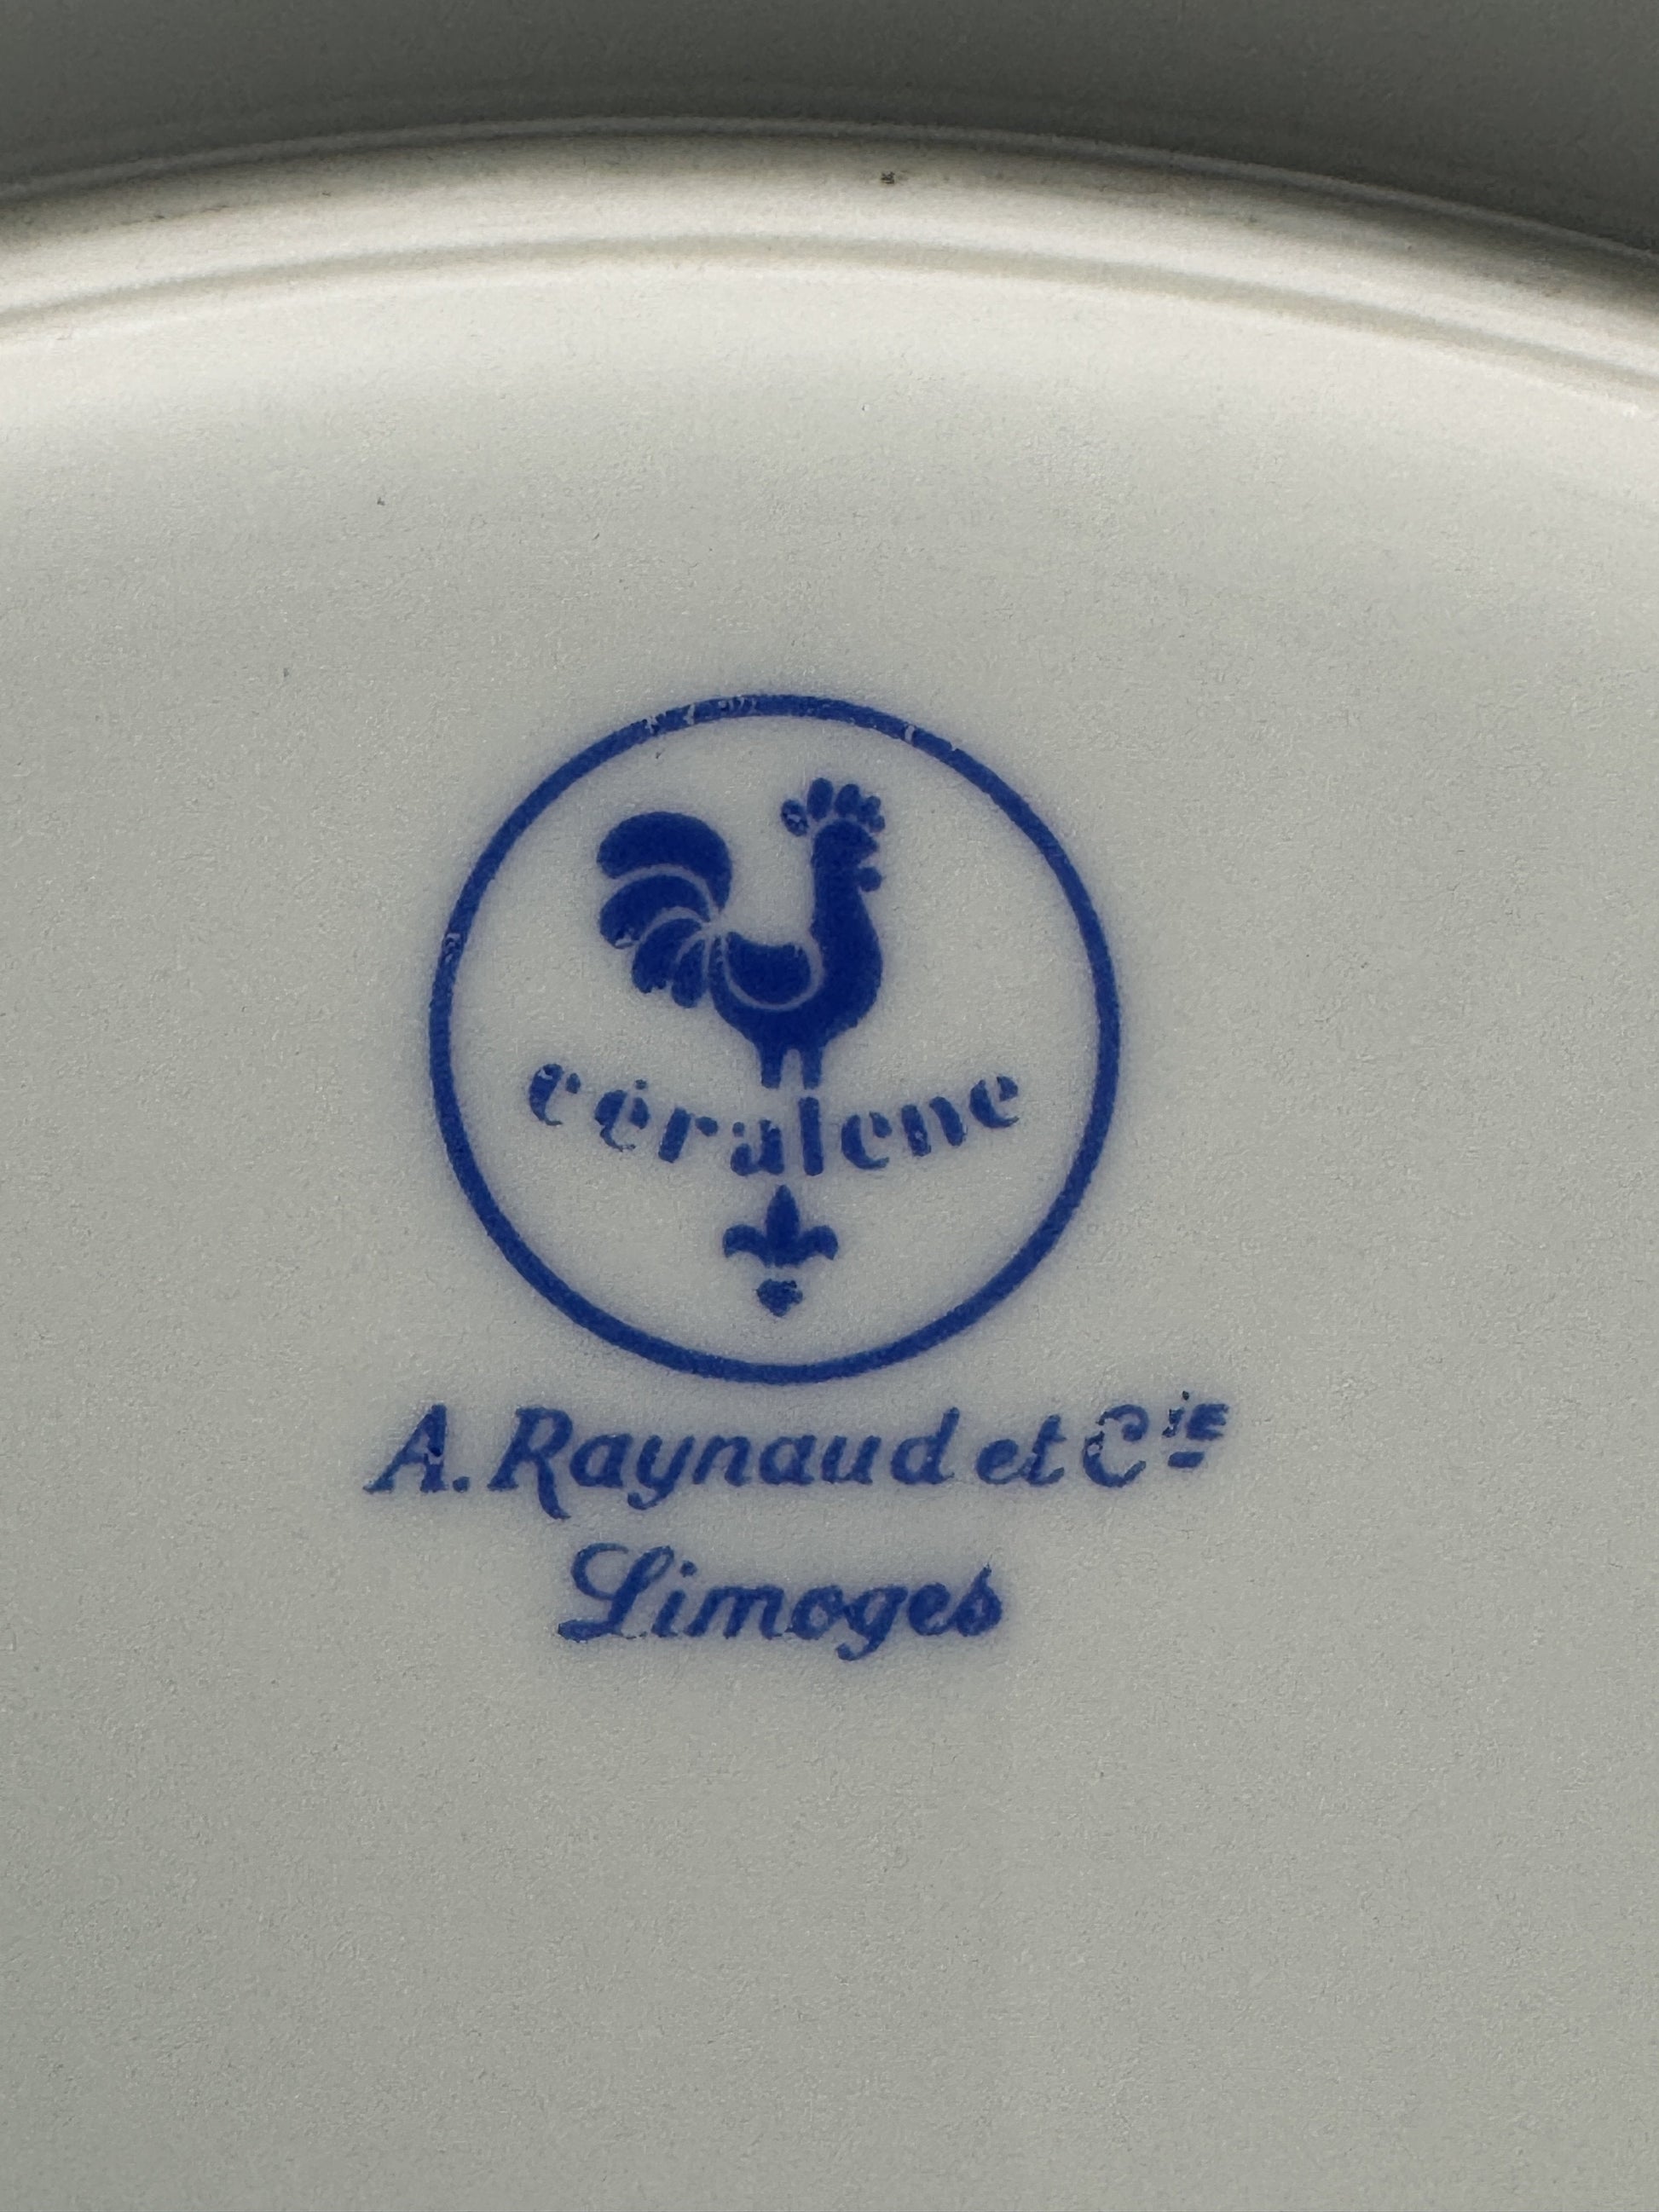 céralene
A. Raynaud et Cie
Limoges